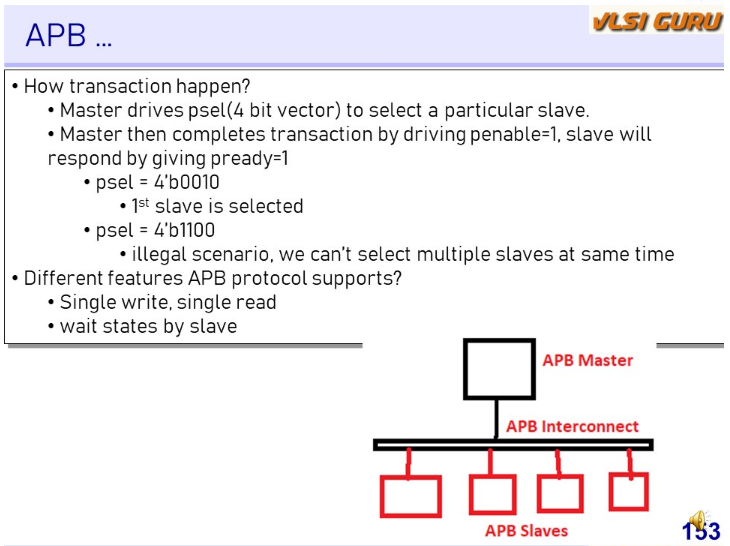 VLSI GURU
APB ...
• How transaction happen?
• Master drives psel(4 bit vector) to select a particular slave.
• Master then completes transaction by driving penable=1, slave will
respond by giving pready=1
• psel = 4'b0010
• 1st slave is selected
• psel = 4'b1100
• illegal scenario, we can't select multiple slaves at same time
• Different features APB protocol supports?
• Single write, single read
• wait states by slave
APB Master
APB Interconnect
APB Slaves
153